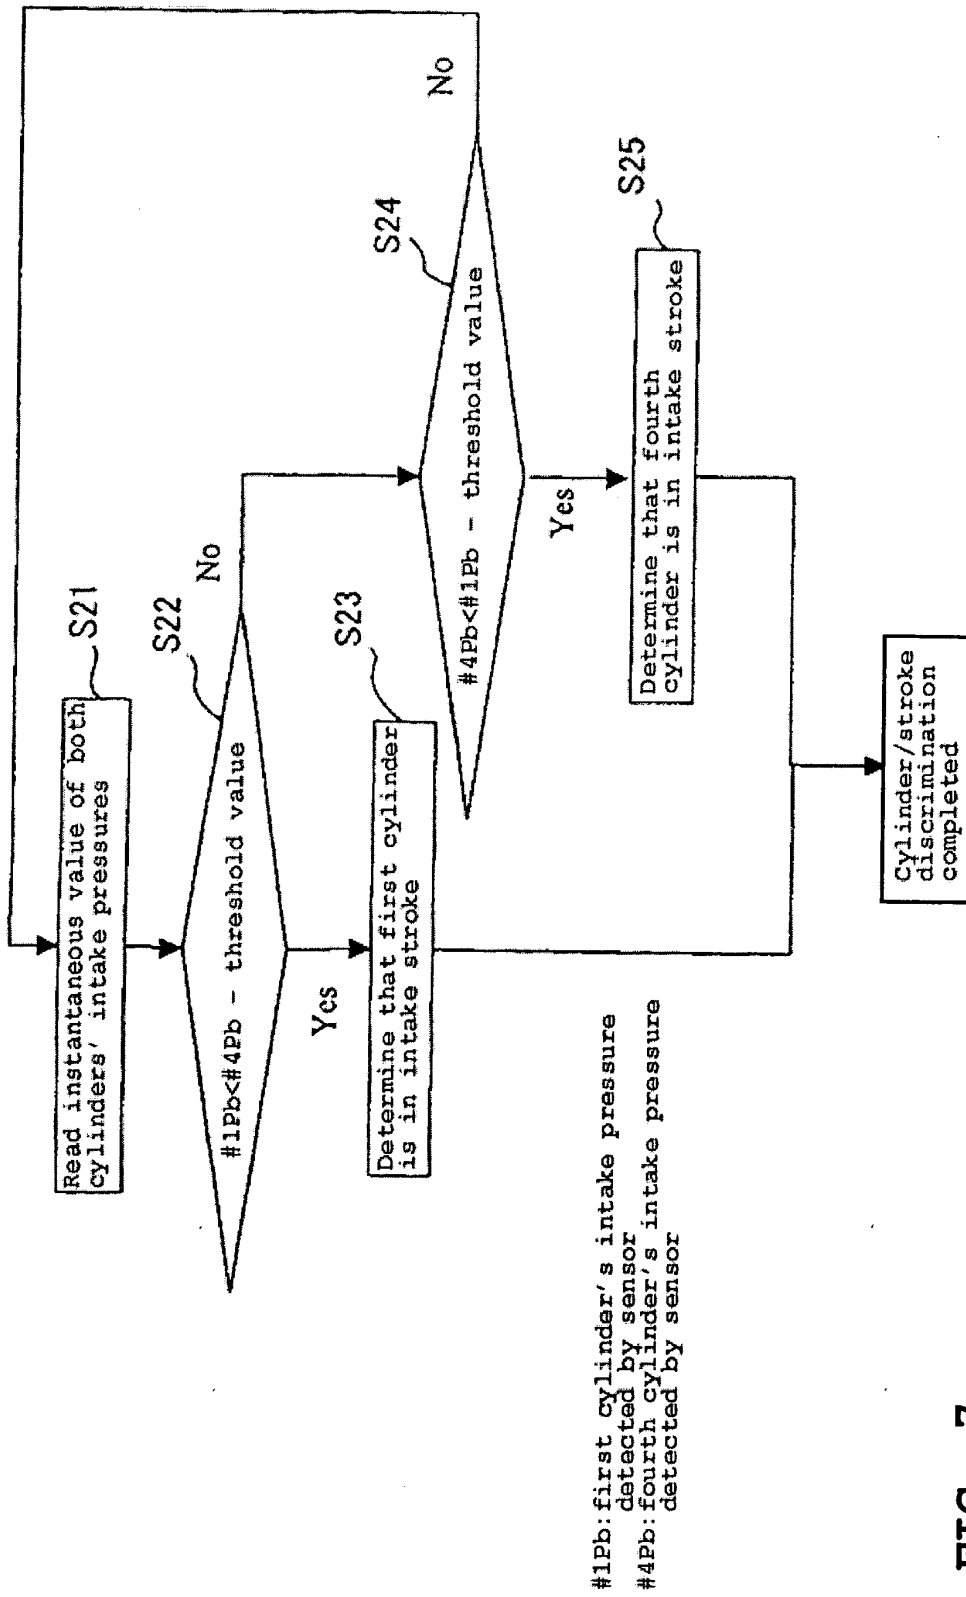 Read instantaneous value of both
cylinders' intake pressures
S21
#1Pb<#4Pb - threshold value
S22
No
Yes
Determine that first cylinder
is in intake stroke
S23
#4Pb<#1Pb - threshold value
S24
No
Yes
Determine that fourth
cylinder is in intake stroke
S25
Cylinder/stroke
discrimination
completed
#1Pb:first cylinder's intake pressure
detected by sensor
#4Pb:fourth cylinder's intake pressure
detected by sensor
FIG. 7